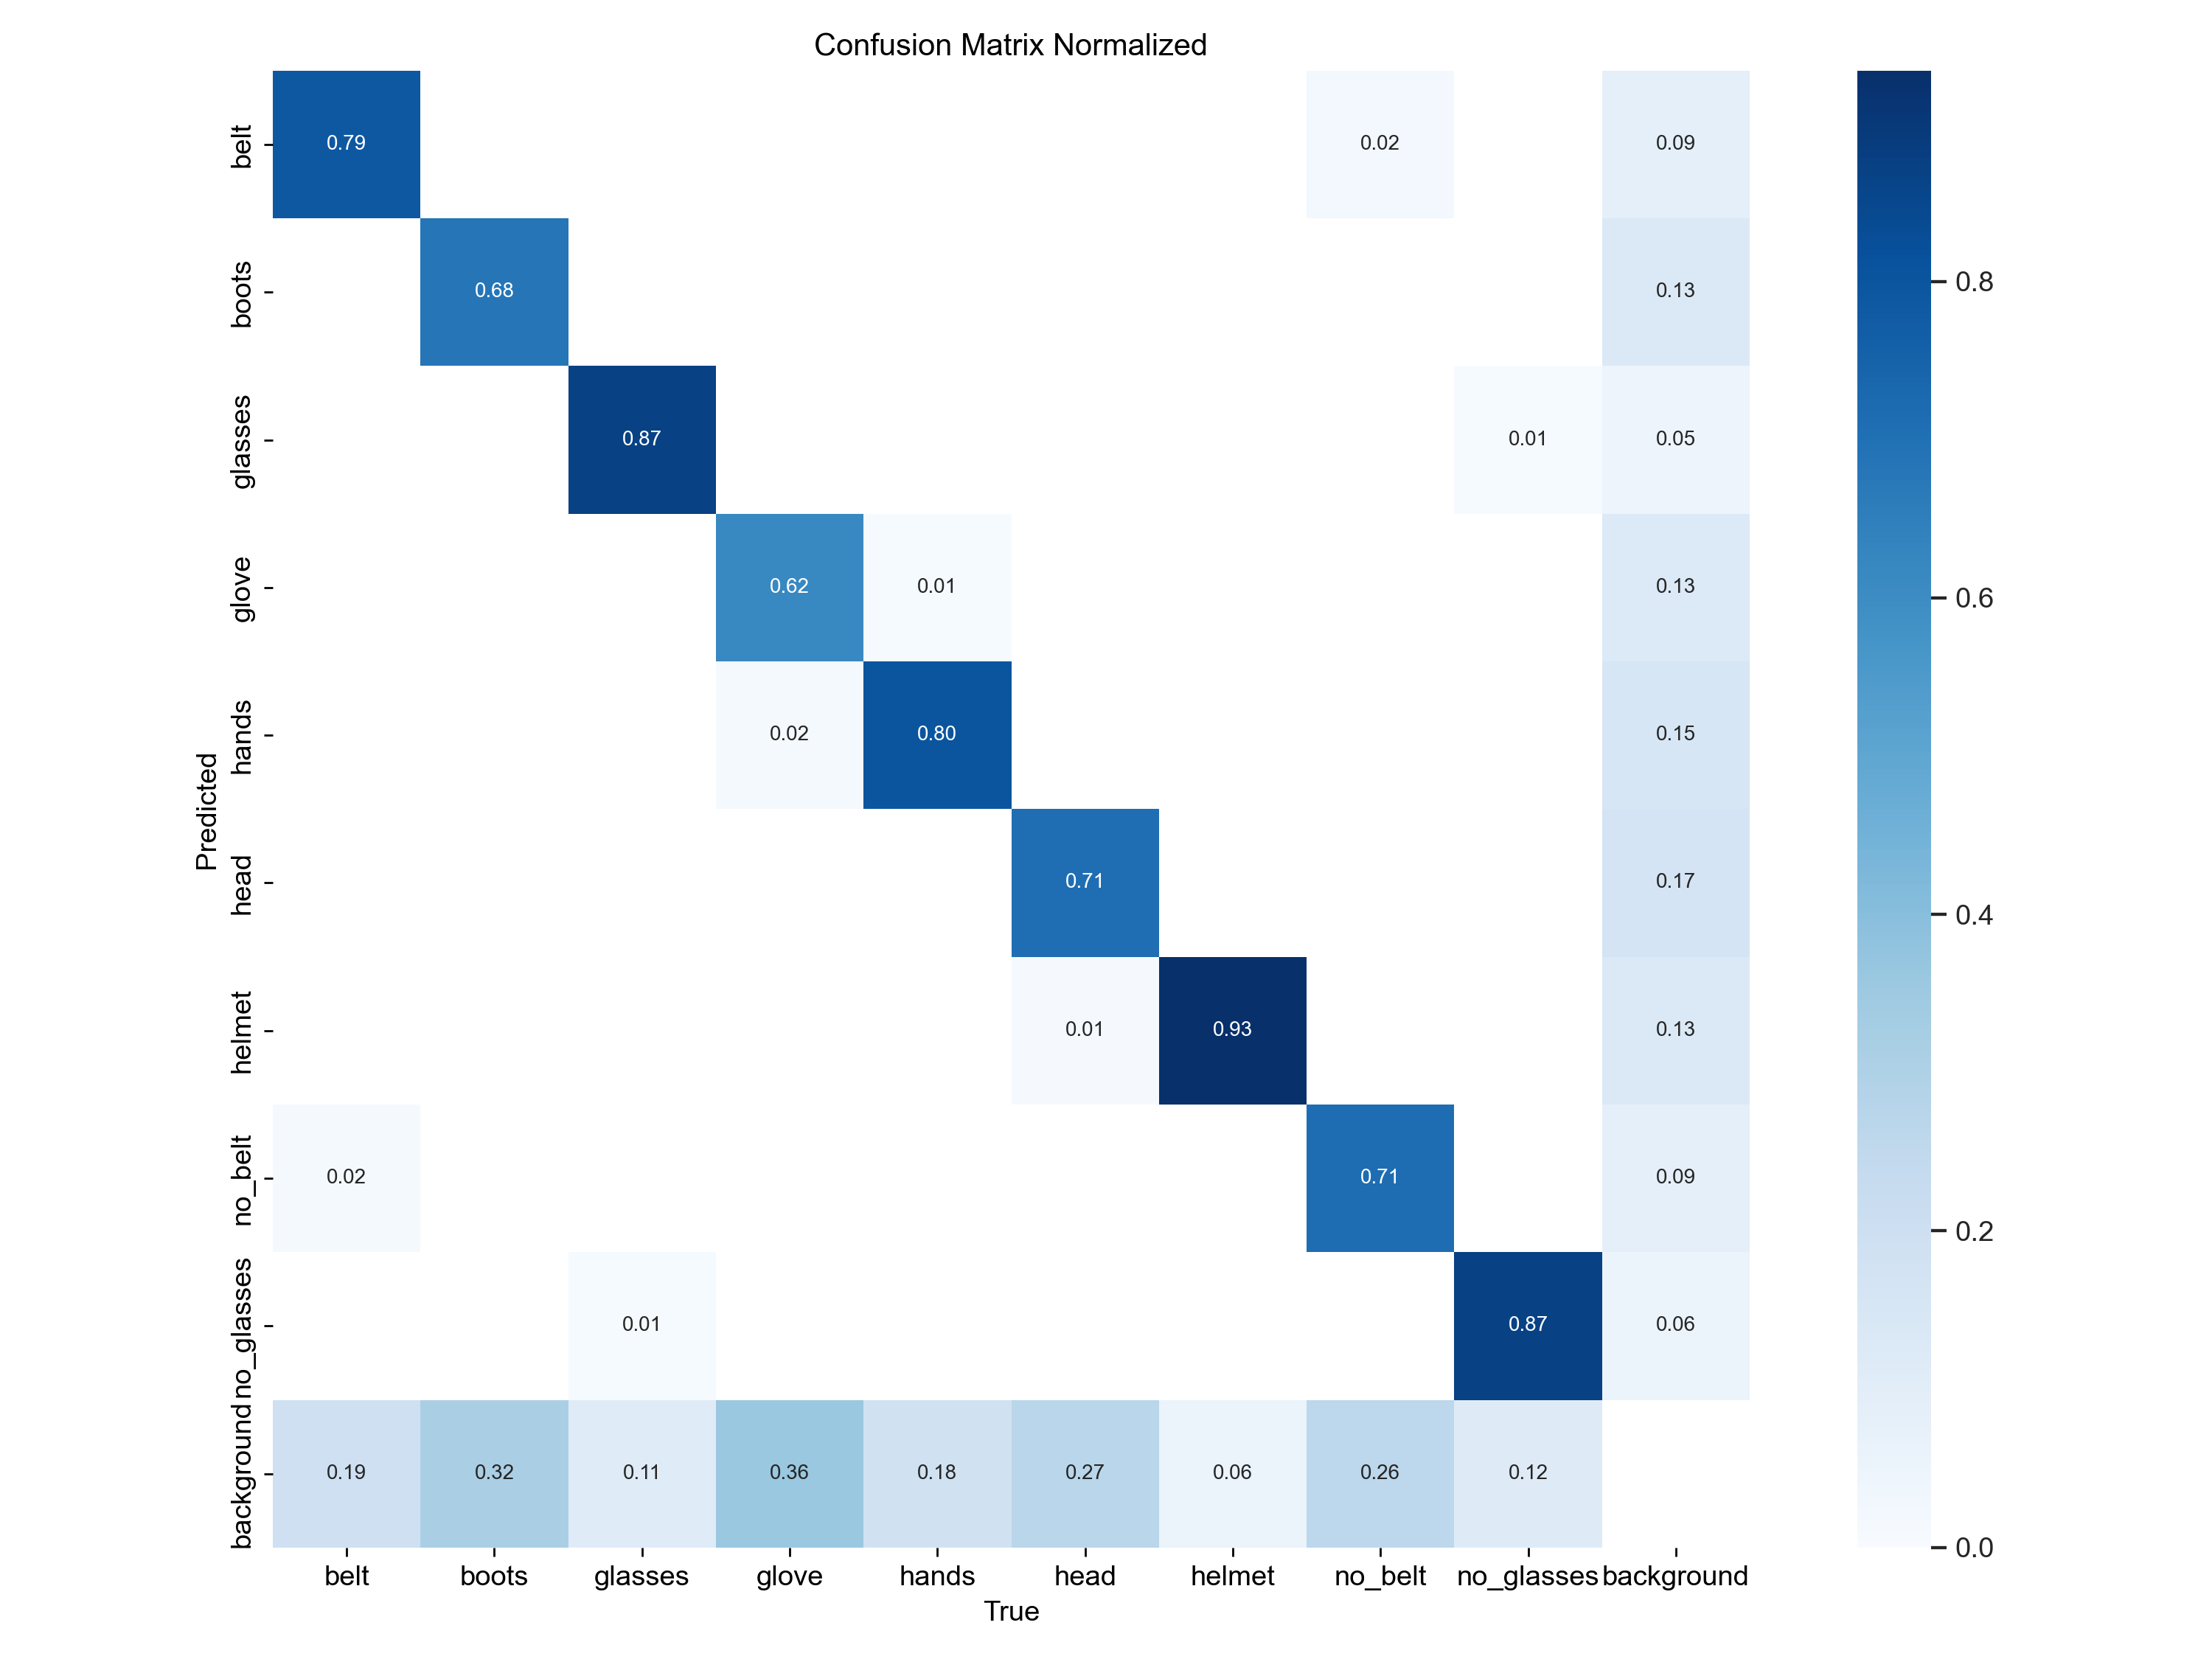 Confusion Matrix Normalized
belt
0.79
0.02
0.09
boots
0.68
0.13
0.8
glasses
0.87
0.01
0.05
glove
0.62
0.01
0.13
0.6
hands
0.02
0.80
0.15
Predicted
head
0.71
0.17
0.4
helmet
0.01
0.93
0.13
no_belt
0.02
0.71
0.09
0.2
no_glasses
0.01
0.87
0.06
background
0.19
0.32
0.11
0.36
0.18
0.27
0.06
0.26
0.12
0.0
belt boots glasses glove hands head helmet no_belt no_glasses background
True